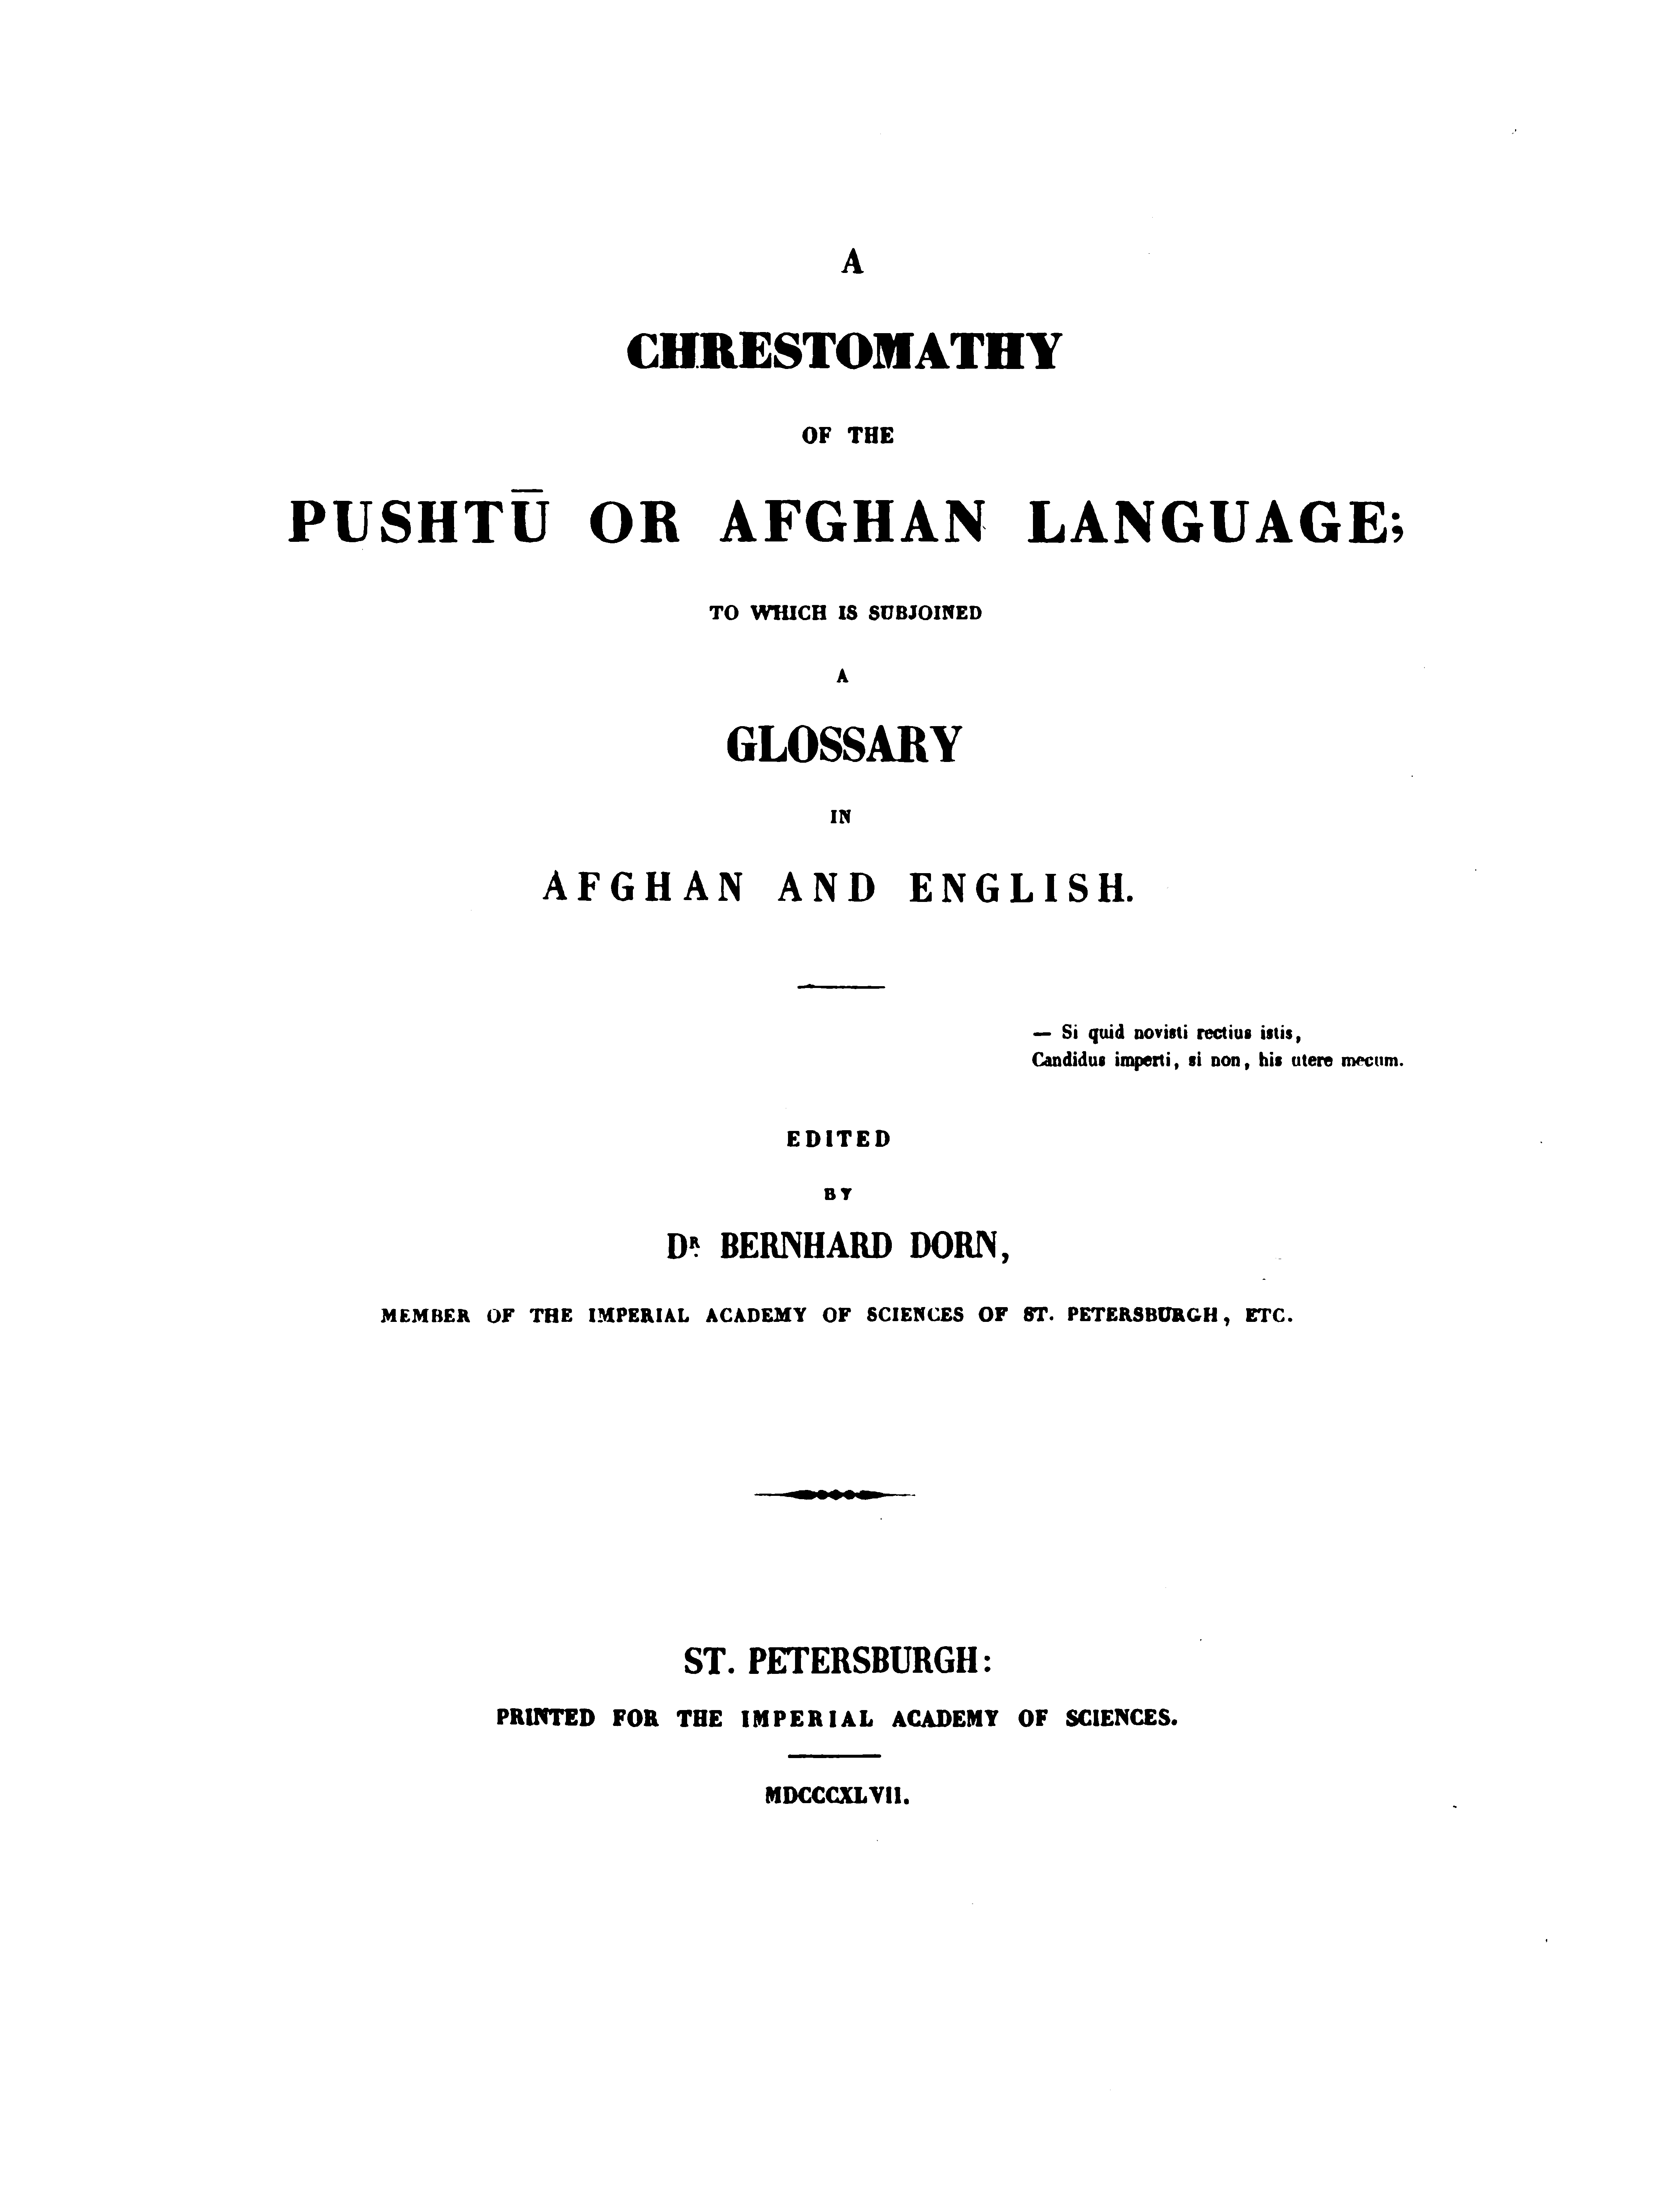 A
CHRESTOMATHY
OF THE
PUSHTŪ OR AFGHAN LANGUAGE;
TO WHICH IS SUBJOINED
A
GLOSSARY
IN
AFGHAN AND ENGLISH.
— Si quid novisti rectius istis,
Candidus imperti, si non, his utere mecum.
EDITED
BY
DR. BERNHARD DORN,
MEMBER OF THE IMPERIAL ACADEMY OF SCIENCES OF ST. PETERSBURGH, ETC.
ST. PETERSBURGH:
PRINTED FOR THE IMPERIAL ACADEMY OF SCIENCES.
MDCCCXLVII.